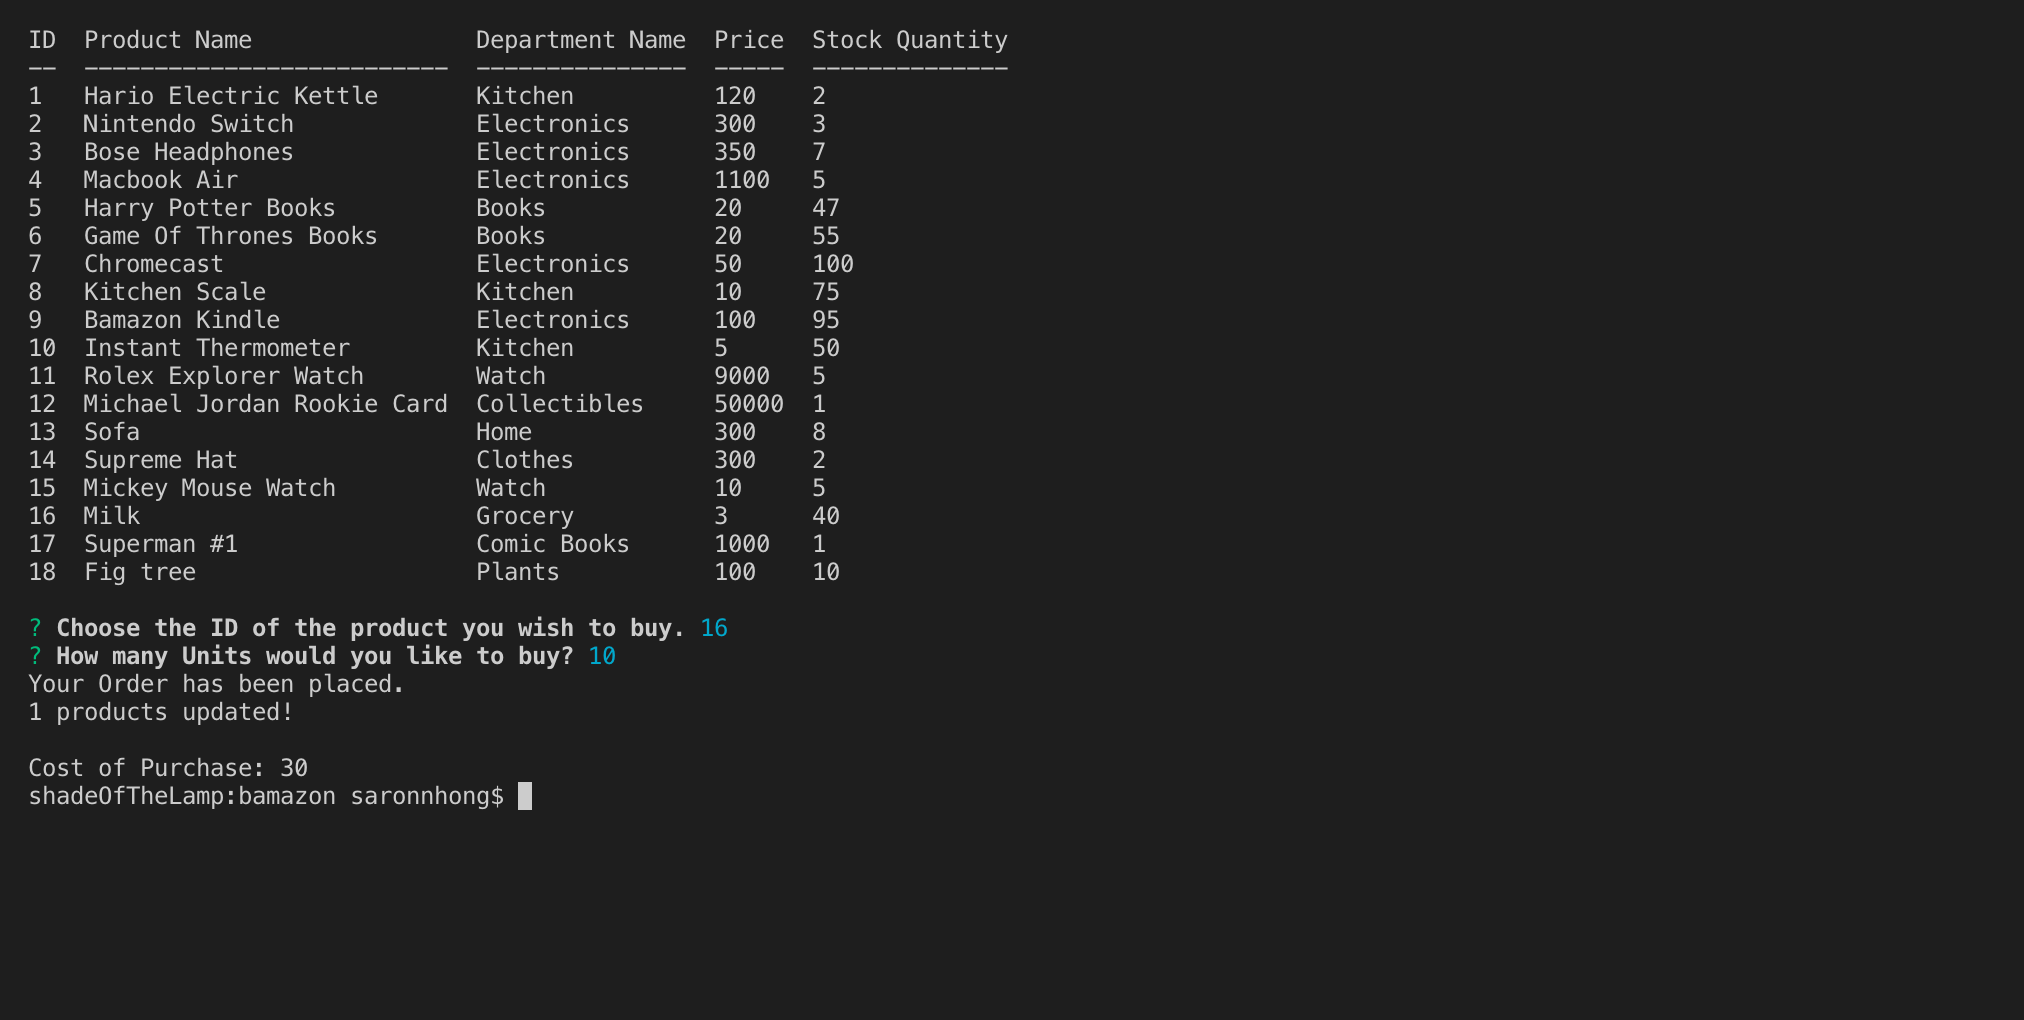 ID  Product Name                Department Name  Price  Stock Quantity
--  --------------------------  ---------------  -----  --------------
1   Hario Electric Kettle       Kitchen          120    2
2   Nintendo Switch             Electronics      300    3
3   Bose Headphones             Electronics      350    7
4   Macbook Air                 Electronics      1100   5
5   Harry Potter Books          Books            20     47
6   Game Of Thrones Books       Books            20     55
7   Chromecast                  Electronics      50     100
8   Kitchen Scale               Kitchen          10     75
9   Bamazon Kindle              Electronics      100    95
10  Instant Thermometer         Kitchen          5      50
11  Rolex Explorer Watch        Watch            9000   5
12  Michael Jordan Rookie Card  Collectibles     50000  1
13  Sofa                        Home             300    8
14  Supreme Hat                 Clothes          300    2
15  Mickey Mouse Watch          Watch            10     5
16  Milk                        Grocery          3      40
17  Superman #1                 Comic Books      1000   1
18  Fig tree                    Plants           100    10
? Choose the ID of the product you wish to buy. 16
? How many Units would you like to buy? 10
Your Order has been placed.
1 products updated!
Cost of Purchase: 30
shadeOfTheLamp:bamazon saronnhong$